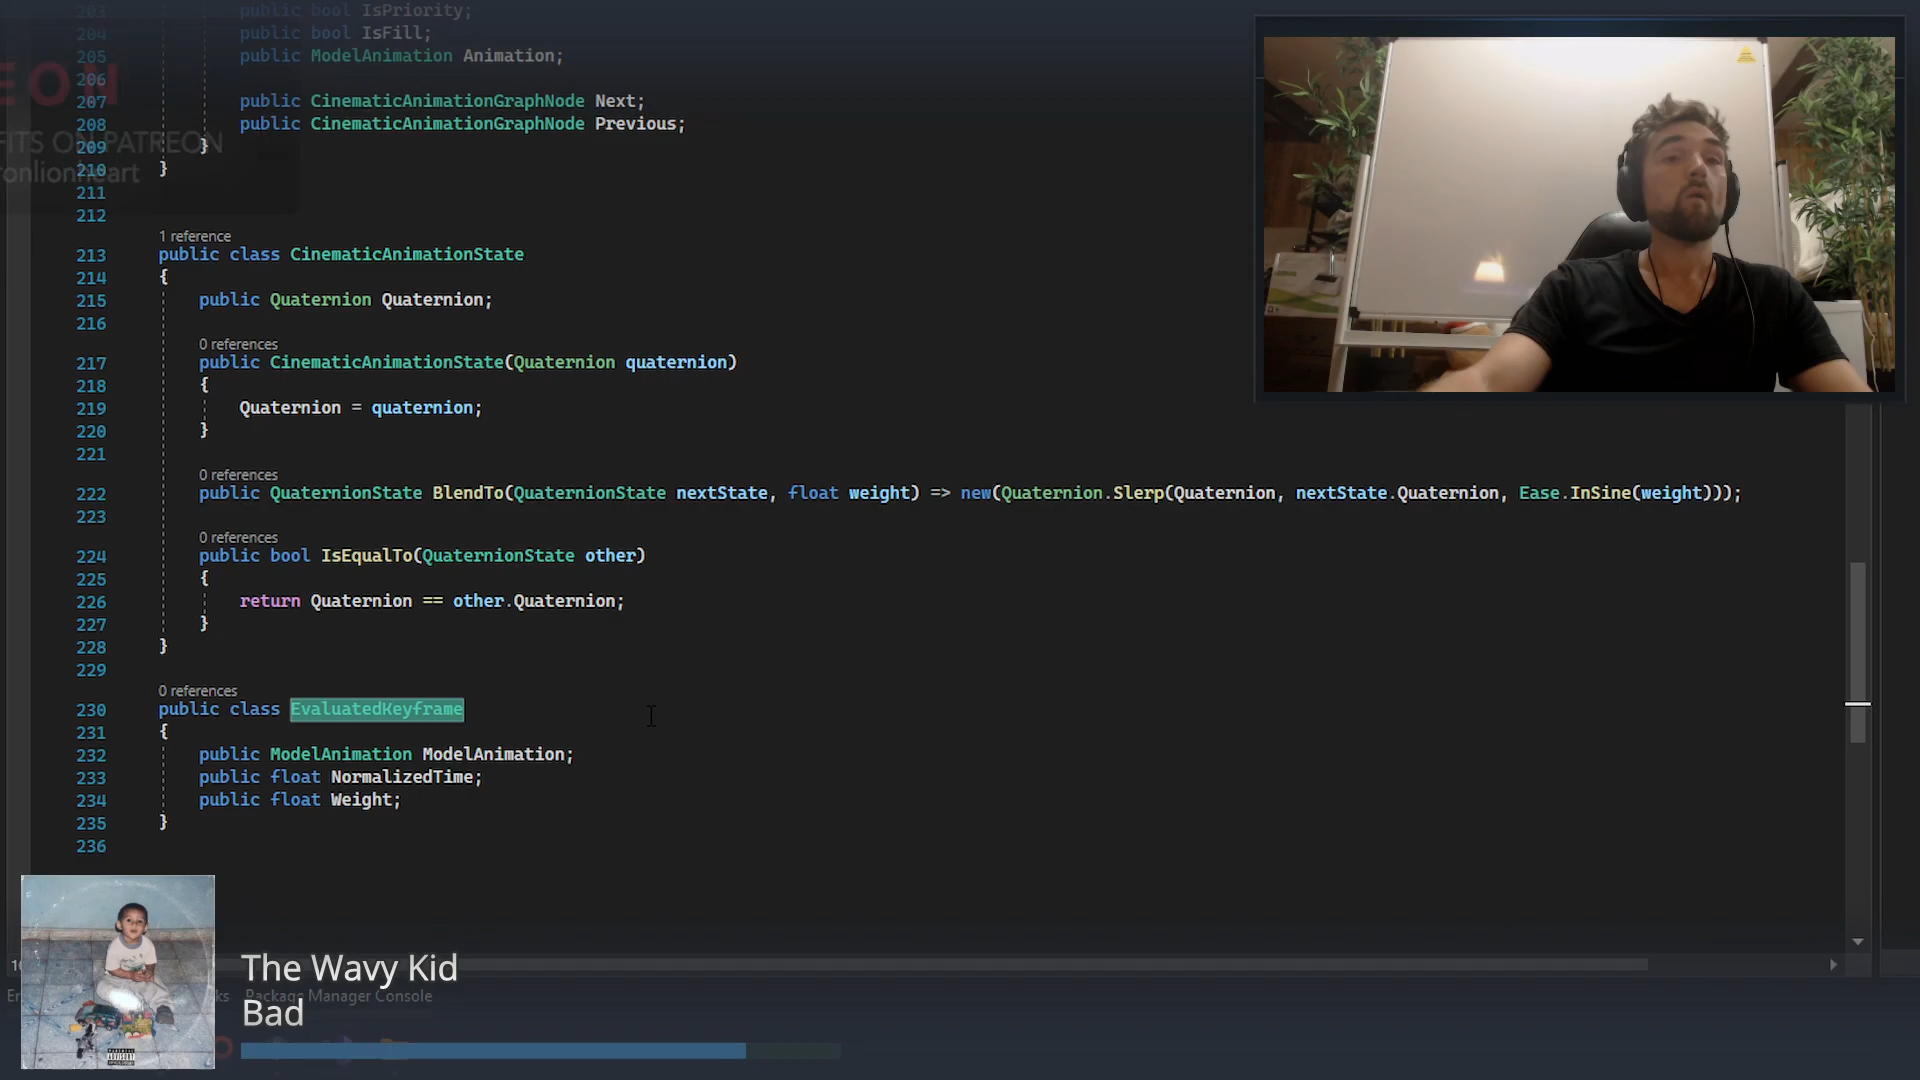 203 public bool IsPriority;
204 public bool IsFill;
205 public ModelAnimation Animation;
206
EON
207 public CinematicAnimationGraphNode Next;
208 public CinematicAnimationGraphNode Previous;
FITS ON PATREON
209 }
onlionheart
210 }
211
212
1 reference
213 public class CinematicAnimationState
214 {
215 public Quaternion Quaternion;
216
0 references
217 public CinematicAnimationState(Quaternion quaternion)
218 {
219 Quaternion = quaternion;
220 }
221
0 references
222 public QuaternionState BlendTo(QuaternionState nextState, float weight) => new(Quaternion.Slerp(Quaternion, nextState.Quaternion, Ease.InSine(weight)));
223
0 references
224 public bool IsEqualTo(QuaternionState other)
225 {
226 return Quaternion == other.Quaternion;
227 }
228 }
229
0 references
230 public class EvaluatedKeyframe
231 {
232 public ModelAnimation ModelAnimation;
233 public float NormalizedTime;
234 public float Weight;
235 }
236
The Wavy Kid
Package Manager Console
Bad